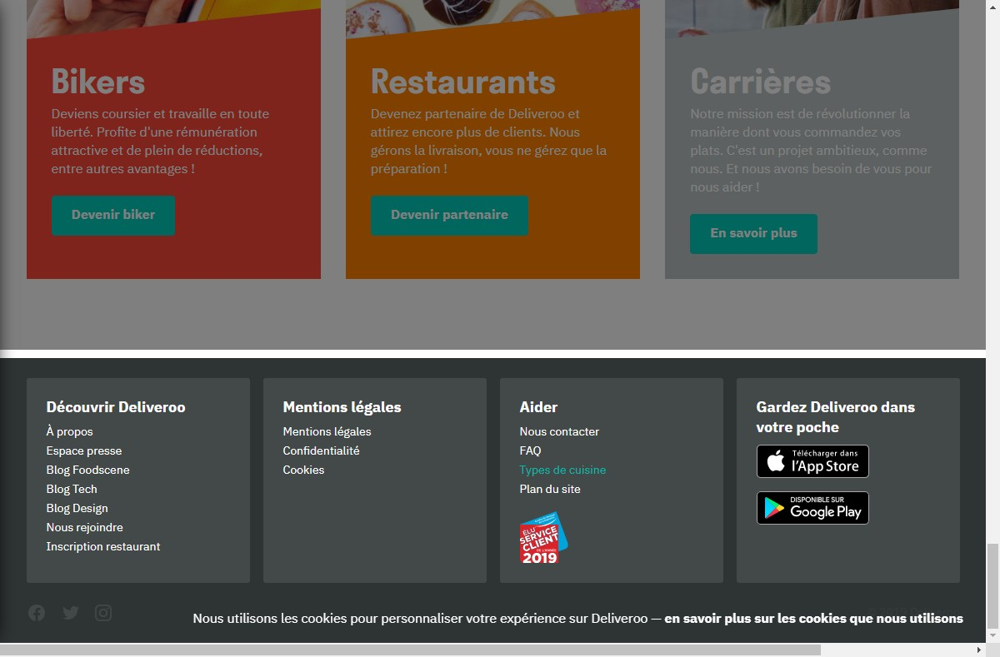 Bikers
Deviens coursier et travaille en toute
liberté. Profite d'une rémunération
attractive et de plein de réductions,
entre autres avantages !
Devenir biker
Restaurants
Devenez partenaire de Deliveroo et
attirez encore plus de clients. Nous
gérons la livraison, vous ne gérez que la
préparation !
Devenir partenaire
Carrières
Notre mission est de révolutionner la
manière dont vous commandez vos
plats. C'est un projet ambitieux, comme
nous. Et nous avons besoin de vous pour
nous aider !
En savoir plus
Découvrir Deliveroo
À propos
Espace presse
Blog Foodscene
Blog Tech
Blog Design
Nous rejoindre
Inscription restaurant
Mentions légales
Mentions légales
Confidentialité
Cookies
Aider
Nous contacter
FAQ
Types de cuisine
Plan du site
ÉLU
SERVICE
CLIENT
DE L'ANNÉE
2019
Gardez Deliveroo dans
votre poche
Télécharger dans
l'App Store
DISPONIBLE SUR
Google Play
Nous utilisons les cookies pour personnaliser votre expérience sur Deliveroo — en savoir plus sur les cookies que nous utilisons